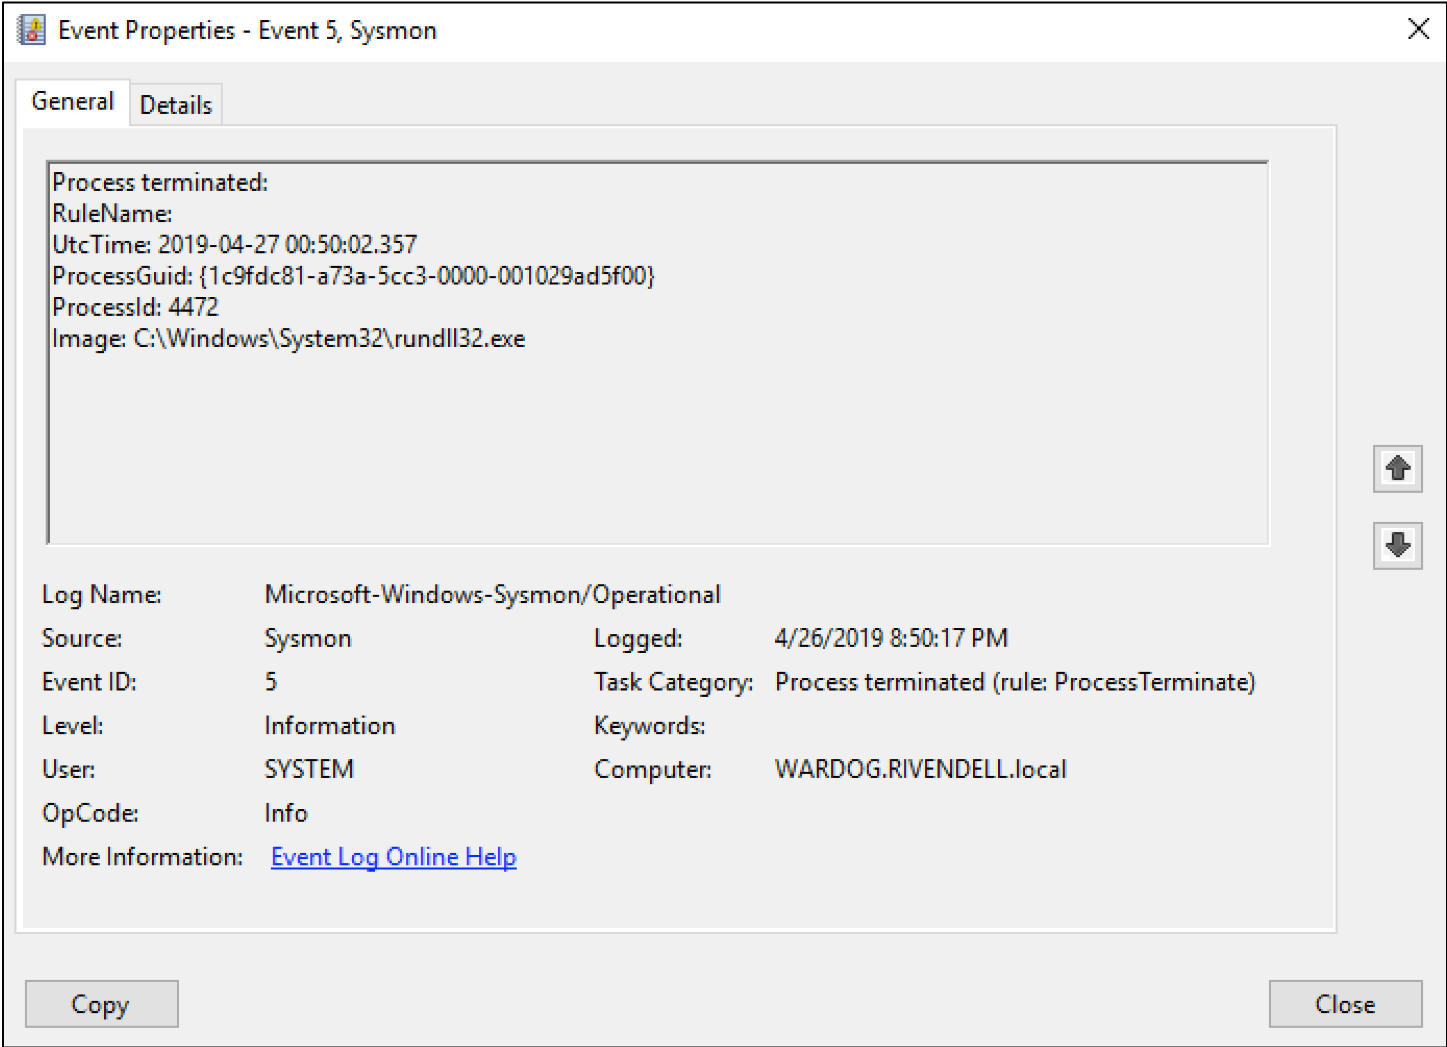 Event Properties - Event 5, Sysmon
General Details
Process terminated:
RuleName:
UtcTime: 2019-04-27 00:50:02.357
ProcessGuid: {1c9fdc81-a73a-5cc3-0000-001029ad5f00}
ProcessId: 4472
Image: C:\Windows\System32\rundll32.exe
Log Name: Microsoft-Windows-Sysmon/Operational
Source: Sysmon Logged: 4/26/2019 8:50:17 PM
Event ID: 5 Task Category: Process terminated (rule: ProcessTerminate)
Level: Information Keywords:
User: SYSTEM Computer: WARDOG.RIVENDELL.local
OpCode: Info
More Information: Event Log Online Help
Copy Close